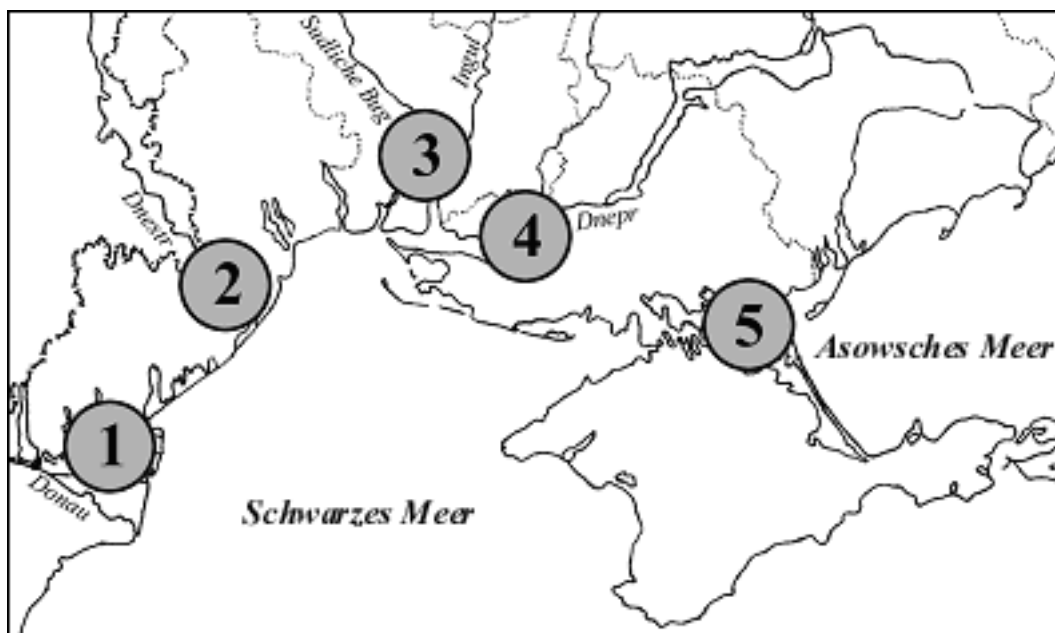 Südliche Bug
Ingul
3
Dnestr
4
Dnepr
2
5
Asowsches Meer
1
Donau
Schwarzes Meer